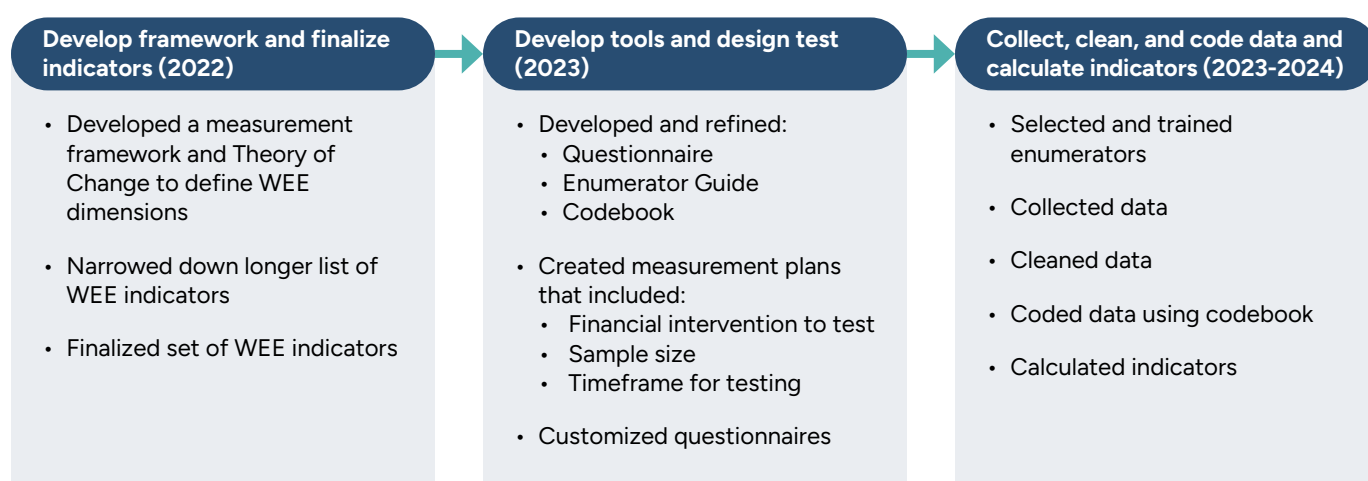 Develop framework and finalize
indicators (2022)
• Developed a measurement
framework and Theory of
Change to define WEE
dimensions
• Narrowed down longer list of
WEE indicators
• Finalized set of WEE indicators
Develop tools and design test
(2023)
• Developed and refined:
• Questionnaire
• Enumerator Guide
• Codebook
• Created measurement plans
that included:
• Financial intervention to test
• Sample size
• Timeframe for testing
• Customized questionnaires
Collect, clean, and code data and
calculate indicators (2023-2024)
• Selected and trained
enumerators
• Collected data
• Cleaned data
• Coded data using codebook
• Calculated indicators